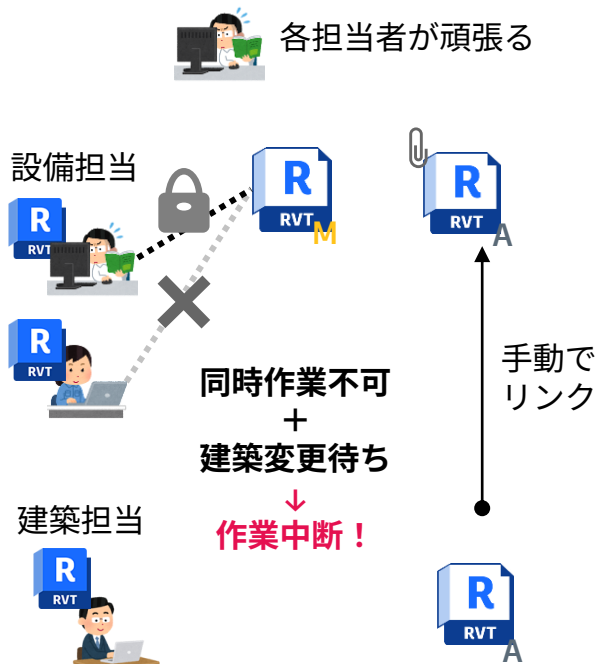 各担当者が頑張る
設備担当
R
RVT
R
RVT
M
R
RVT
A
R
RVT
同時作業不可
＋
建築変更待ち
↓
作業中断！
手動で
リンク
建築担当
R
RVT
R
RVT
A